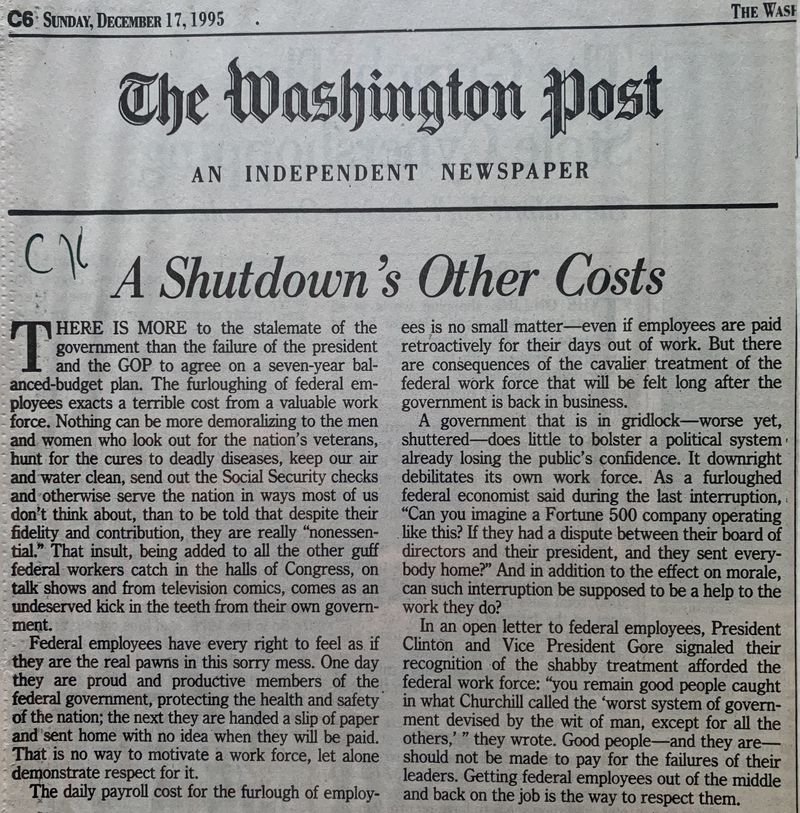 C6 SUNDAY, DECEMBER 17, 1995
THE WASH
The Washington Post
AN INDEPENDENT NEWSPAPER
A Shutdown's Other Costs
THERE IS MORE to the stalemate of the
government than the failure of the president
and the GOP to agree on a seven-year bal-
anced-budget plan. The furloughing of federal em-
ployees exacts a terrible cost from a valuable work
force. Nothing can be more demoralizing to the men
and women who look out for the nation's veterans,
hunt for the cures to deadly diseases, keep our air
and water clean, send out the Social Security checks
and otherwise serve the nation in ways most of us
don't think about, than to be told that despite their
fidelity and contribution, they are really “nonessen-
tial.” That insult, being added to all the other guff
federal workers catch in the halls of Congress, on
talk shows and from television comics, comes as an
undeserved kick in the teeth from their own govern-
ment.
Federal employees have every right to feel as if
they are the real pawns in this sorry mess. One day
they are proud and productive members of the
federal government, protecting the health and safety
of the nation; the next they are handed a slip of paper
and sent home with no idea when they will be paid.
That is no way to motivate a work force, let alone
demonstrate respect for it.
The daily payroll cost for the furlough of employ-
ees is no small matter—even if employees are paid
retroactively for their days out of work. But there
are consequences of the cavalier treatment of the
federal work force that will be felt long after the
government is back in business.
A government that is in gridlock—worse yet,
shuttered—does little to bolster a political system
already losing the public's confidence. It downright
debilitates its own work force. As a furloughed
federal economist said during the last interruption,
“Can you imagine a Fortune 500 company operating
like this? If they had a dispute between their board of
directors and their president, and they sent every-
body home?” And in addition to the effect on morale,
can such interruption be supposed to be a help to the
work they do?
In an open letter to federal employees, President
Clinton and Vice President Gore signaled their
recognition of the shabby treatment afforded the
federal work force: “you remain good people caught
in what Churchill called the ‘worst system of govern-
ment devised by the wit of man, except for all the
others,’ ” they wrote. Good people—and they are—
should not be made to pay for the failures of their
leaders. Getting federal employees out of the middle
and back on the job is the way to respect them.